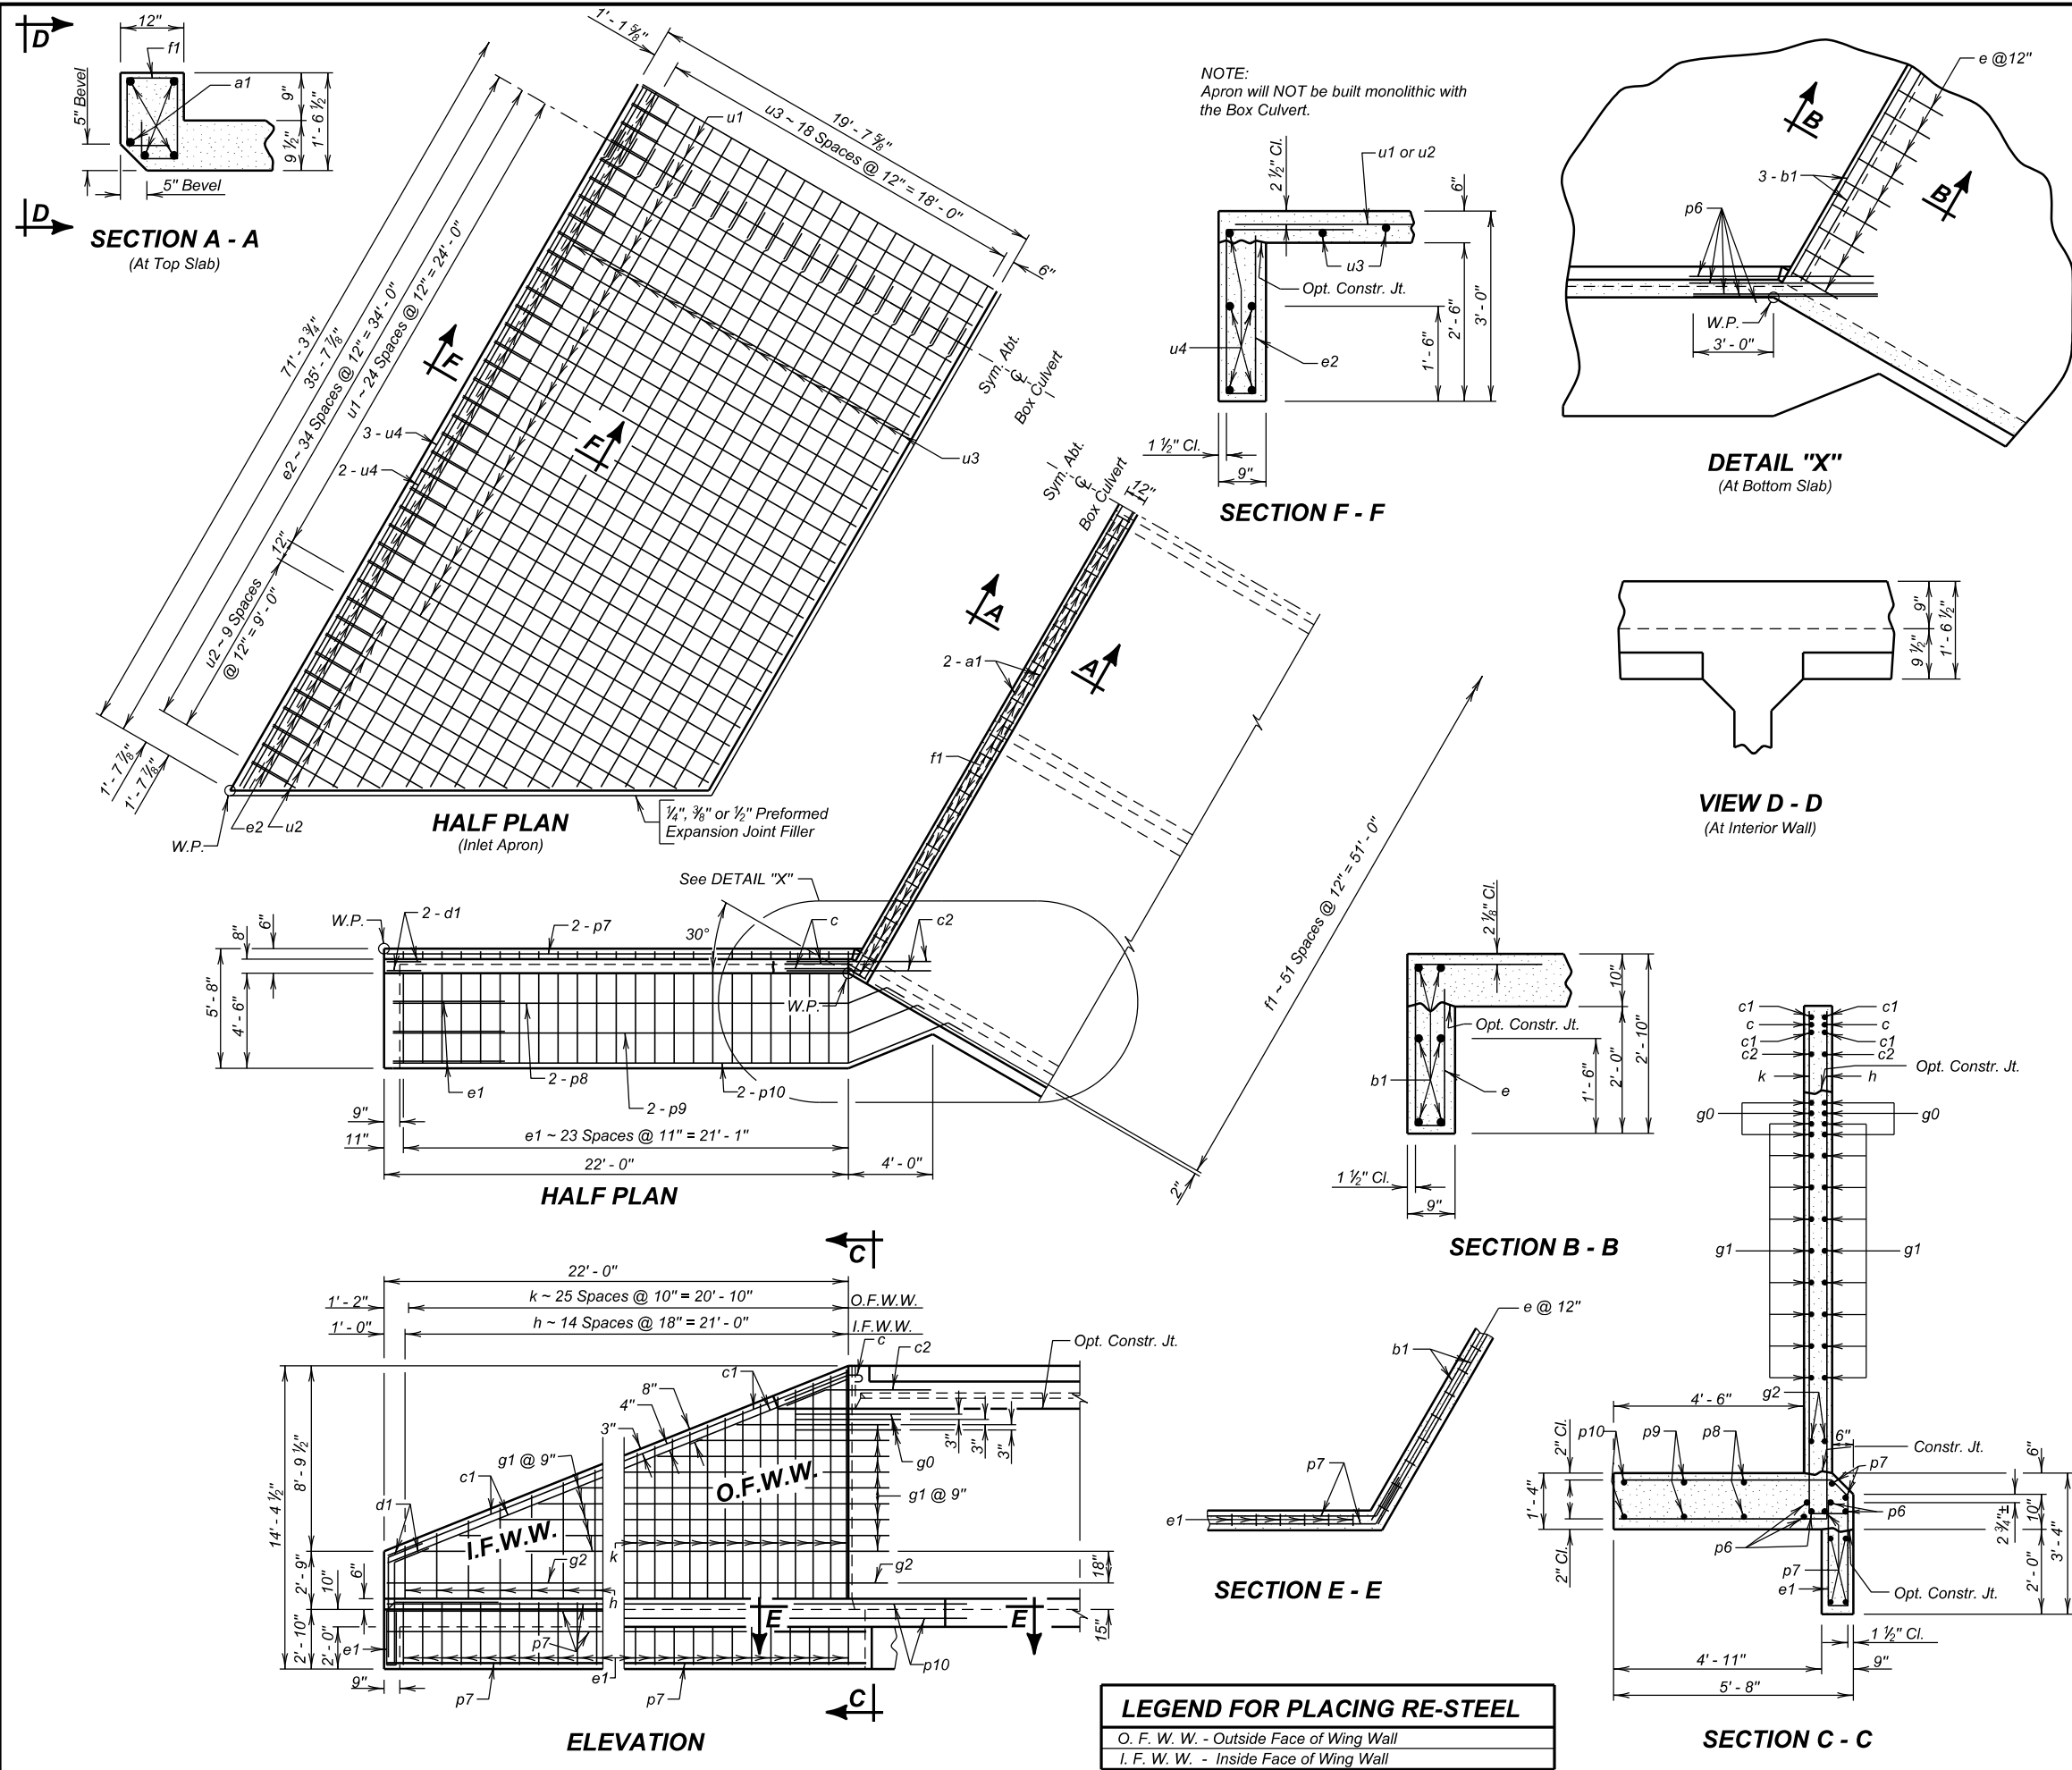 D
12"
f1
a1
5" Bevel
9"
9 ½"
1' - 6 ½"
5" Bevel
D
SECTION A - A
(At Top Slab)
1' - 1 ⅝"
19' - 7 ⅝"
u3 ~ 18 Spaces @ 12" = 18' - 0"
6"
u1
71' - 3 ¾"
35' - 7 ⅞"
e2 ~ 34 Spaces @ 12" = 34' - 0"
u1 ~ 24 Spaces @ 12" = 24' - 0"
12"
u2 ~ 9 Spaces
@ 12" = 9' - 0"
1' - 7 ⅞"
1' - 7 ⅞"
F
F
3 - u4
2 - u4
u3
Sym. Abt.
℄
Box Culvert
W.P.
e2
u2
HALF PLAN
(Inlet Apron)
¼", ⅜" or ½" Preformed
Expansion Joint Filler
NOTE:
Apron will NOT be built monolithic with
the Box Culvert.
2 ½" Cl.
u1 or u2
6"
u3
Opt. Constr. Jt.
1' - 6"
2' - 6"
3' - 0"
u4
e2
1 ½" Cl.
9"
SECTION F - F
e @12"
B
B
3 - b1
p6
W.P.
3' - 0"
DETAIL "X"
(At Bottom Slab)
9"
9 ½"
1' - 6 ½"
VIEW D - D
(At Interior Wall)
Sym. Abt.
℄
Box Culvert
12"
A
A
2 - a1
f1
f1 ~ 51 Spaces @ 12" = 51' - 0"
2"
See DETAIL "X"
W.P.
2 - d1
2 - p7
30°
c
c2
8"
6"
5' - 8"
4' - 6"
W.P.
e1
2 - p8
2 - p9
2 - p10
9"
11"
e1 ~ 23 Spaces @ 11" = 21' - 1"
22' - 0"
4' - 0"
HALF PLAN
2 ⅛" Cl.
10"
Opt. Constr. Jt.
1' - 6"
2' - 0"
2' - 10"
b1
e
1 ½" Cl.
9"
SECTION B - B
C
22' - 0"
1' - 2"
k ~ 25 Spaces @ 10" = 20' - 10"
O.F.W.W.
1' - 0"
h ~ 14 Spaces @ 18" = 21' - 0"
I.F.W.W.
c
c2
Opt. Constr. Jt.
c1
8"
4"
3"
g1 @ 9"
c1
d1
I.F.W.W.
O.F.W.W.
3"
3"
3"
g0
g1 @ 9"
14' - 4 ½"
8' - 9 ½"
2' - 9"
10"
6"
2' - 10"
2' - 0"
k
g2
g2
18"
h
15"
E
E
e1
p7
e1
p10
9"
p7
p7
C
ELEVATION
e @ 12"
b1
p7
e1
SECTION E - E
c1
c1
c
c
c1
c1
c2
c2
Opt. Constr. Jt.
k
h
g0
g0
g1
g1
g2
4' - 6"
2" Cl.
p10
p9
p8
6"
Constr. Jt.
p7
1' - 4"
2" Cl.
p6
p6
p7
e1
6"
10"
2 ¾"±
2' - 0"
3' - 4"
Opt. Constr. Jt.
1 ½" Cl.
4' - 11"
9"
5' - 8"
SECTION C - C
LEGEND FOR PLACING RE-STEEL
O. F. W. W. - Outside Face of Wing Wall
I. F. W. W. - Inside Face of Wing Wall